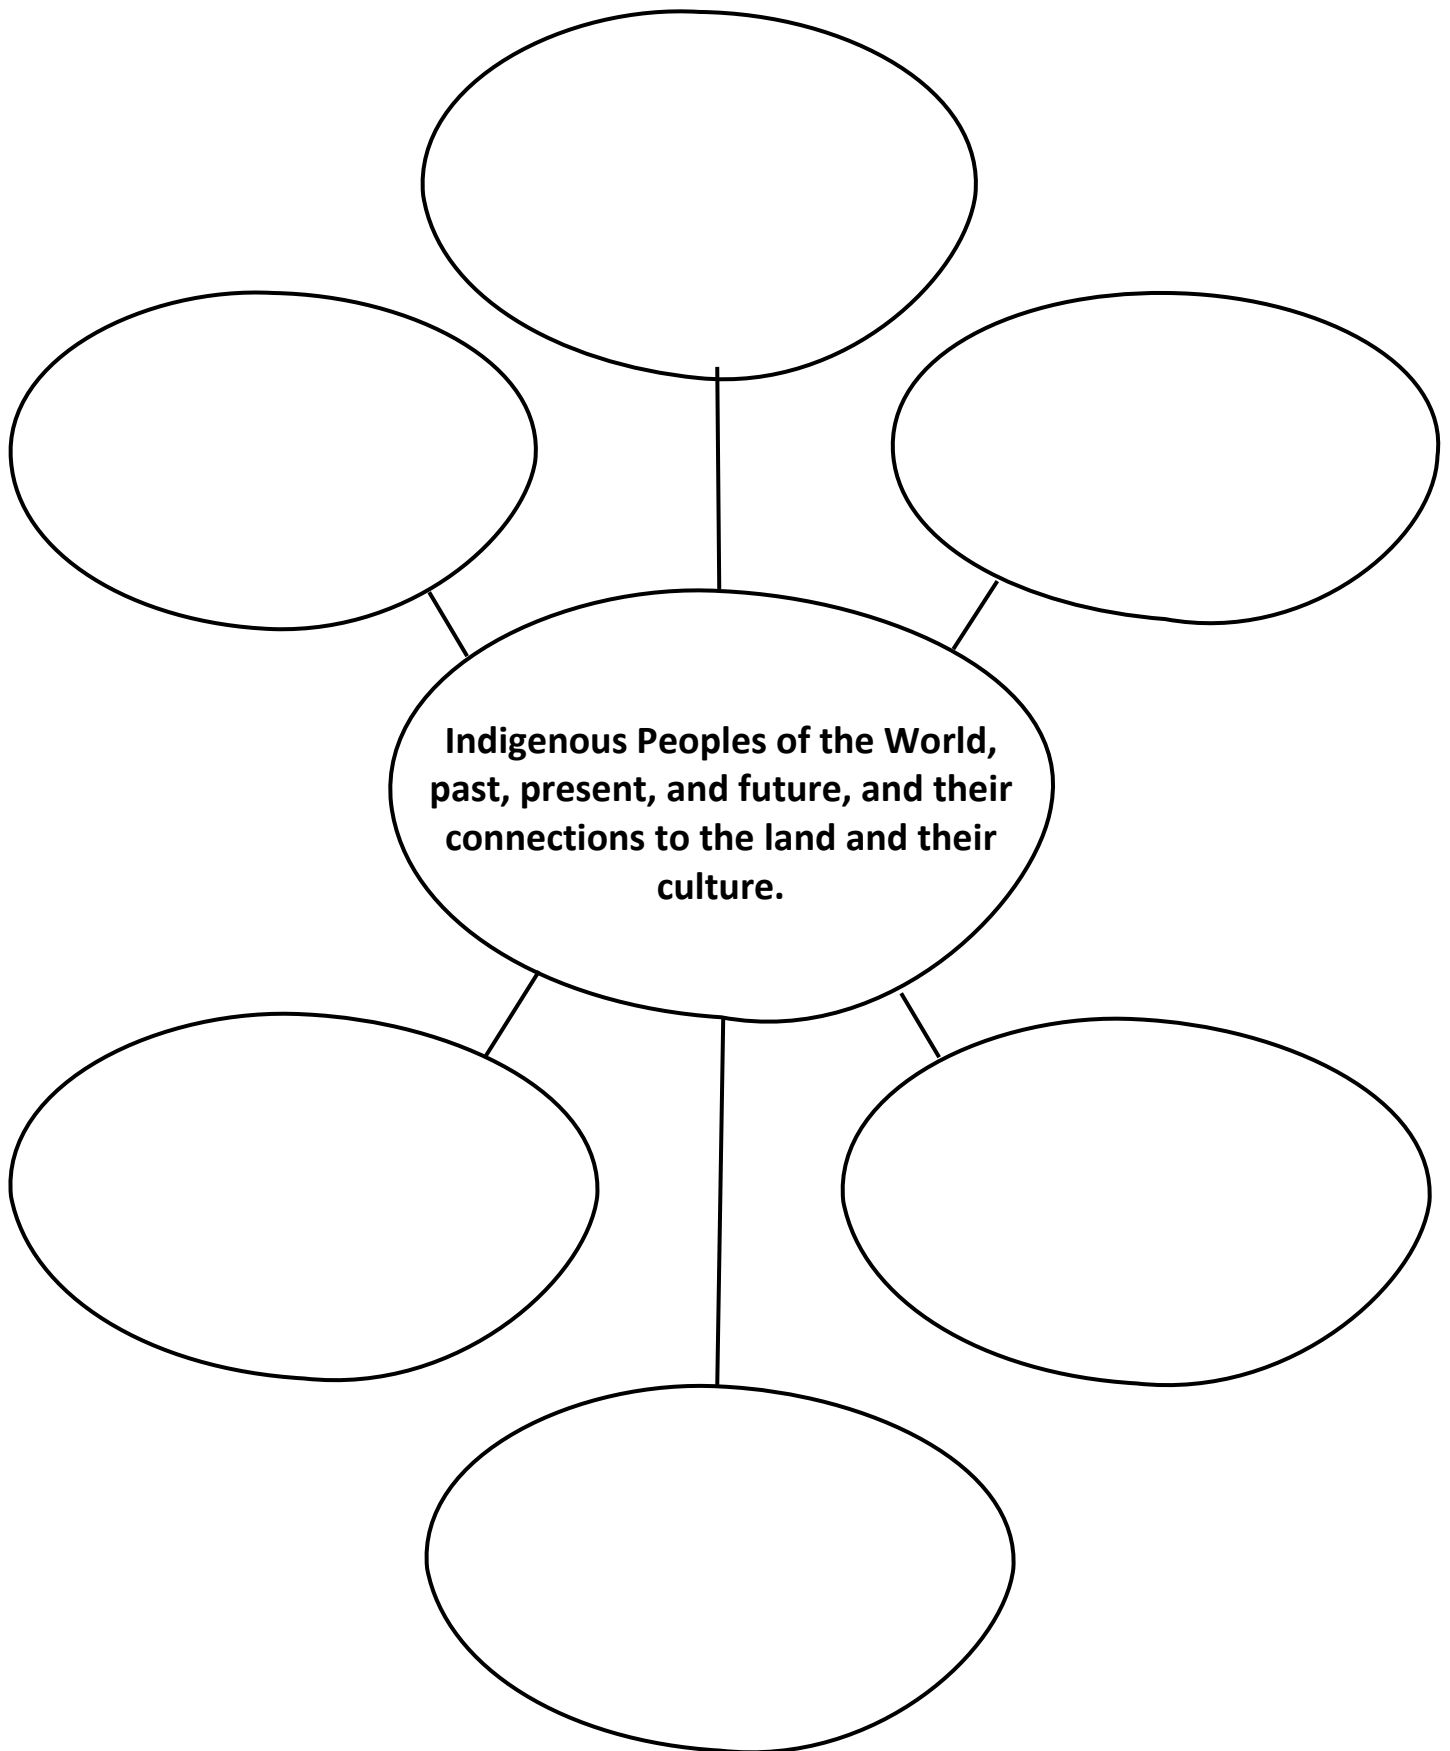 Indigenous Peoples of the World,
past, present, and future, and their
connections to the land and their
culture.